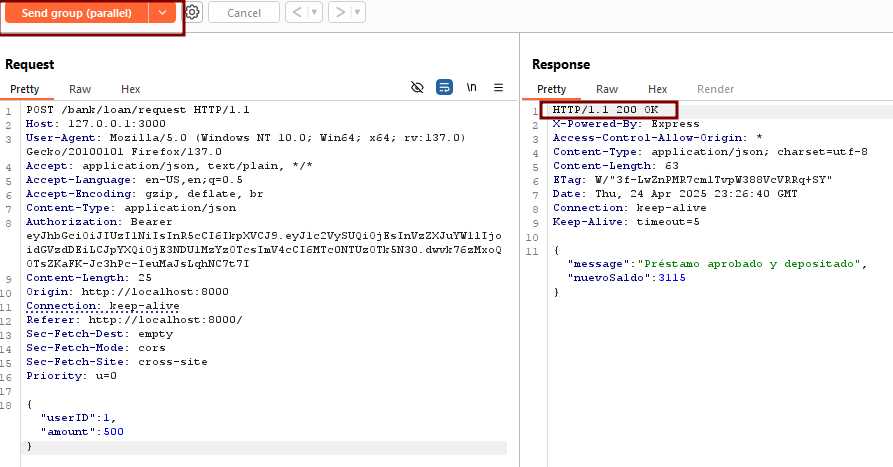 Send group (parallel)
Cancel
Request
Pretty Raw Hex
\n
1 POST /bank/loan/request HTTP/1.1
2 Host: 127.0.0.1:3000
3 User-Agent: Mozilla/5.0 (Windows NT 10.0; Win64; x64; rv:137.0)
Gecko/20100101 Firefox/137.0
4 Accept: application/json, text/plain, */*
5 Accept-Language: en-US,en;q=0.5
6 Accept-Encoding: gzip, deflate, br
7 Content-Type: application/json
8 Authorization: Bearer
9 Content-Length: 25
10 Origin: http://localhost:8000
11 Connection: keep-alive
12 Referer: http://localhost:8000/
13 Sec-Fetch-Dest: empty
14 Sec-Fetch-Mode: cors
15 Sec-Fetch-Site: cross-site
16 Priority: u=0
17
18 {
"userID":1,
"amount":500
}
Response
Pretty Raw Hex Render
1 HTTP/1.1 200 OK
2 X-Powered-By: Express
3 Access-Control-Allow-Origin: *
4 Content-Type: application/json; charset=utf-8
5 Content-Length: 63
6 ETag: W/"3f-LwZnPMR7cmlTvpW388VcVRRq+SY"
7 Date: Thu, 24 Apr 2025 23:26:40 GMT
8 Connection: keep-alive
9 Keep-Alive: timeout=5
10
11 {
"message":"Préstamo aprobado y depositado",
"nuevoSaldo":3115
}